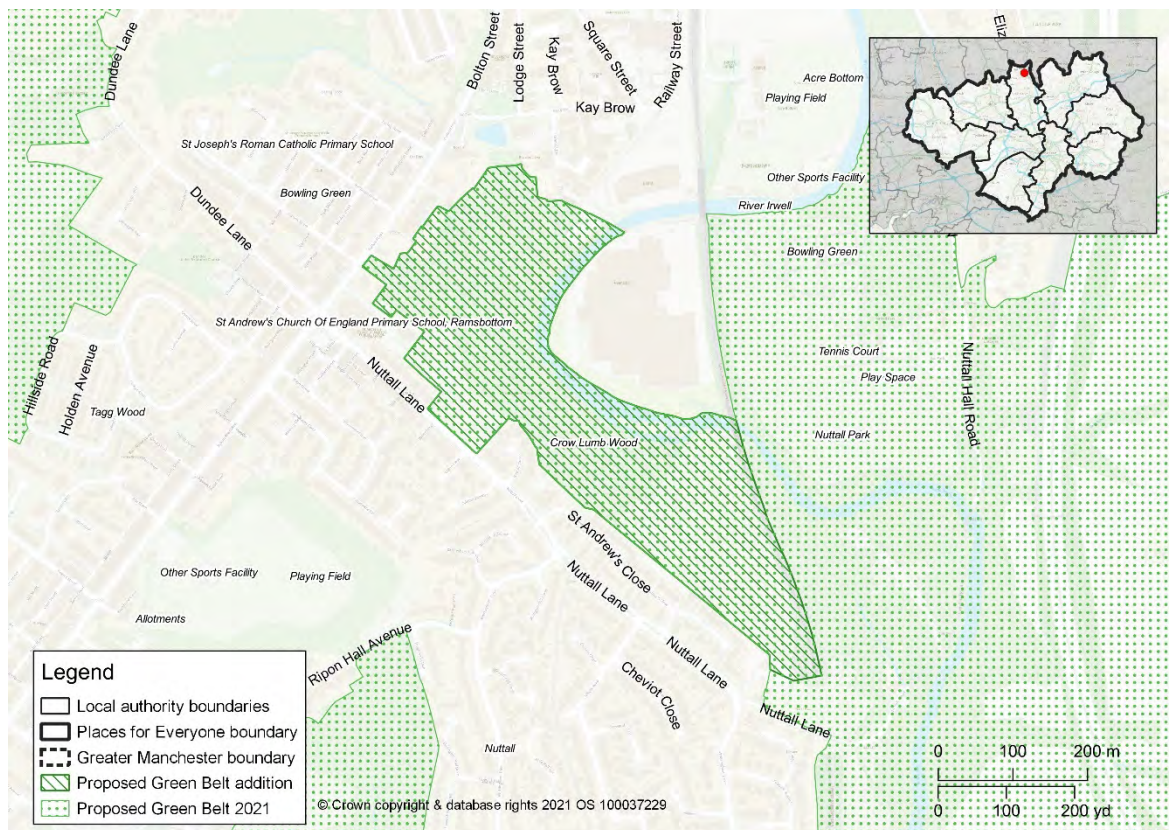 Dundee Lane
Bolton Street
Lodge Street
Kay Brow
Square Street
Railway Street
Kay Brow
Acre Bottom
Playing Field
St Joseph's Roman Catholic Primary School
Bowling Green
Dundee Lane
Other Sports Facility
River Irwell
Bowling Green
St Andrew's Church Of England Primary School, Ramsbottom
Nuttall Lane
Hillside Road
Holden Avenue
Tagg Wood
Tennis Court
Play Space
Nuttall Hall Road
Nuttall Park
Crow Lumb Wood
St Andrew's Close
Nuttall Lane
Other Sports Facility
Playing Field
Allotments
Ripon Hall Avenue
Nuttall Lane
Cheviot Close
Nuttall Lane
Nuttall
Legend
Local authority boundaries
Places for Everyone boundary
Greater Manchester boundary
Proposed Green Belt addition
Proposed Green Belt 2021
© Crown copyright & database rights 2021 OS 100037229
0 100 200 m
0 100 200 yd